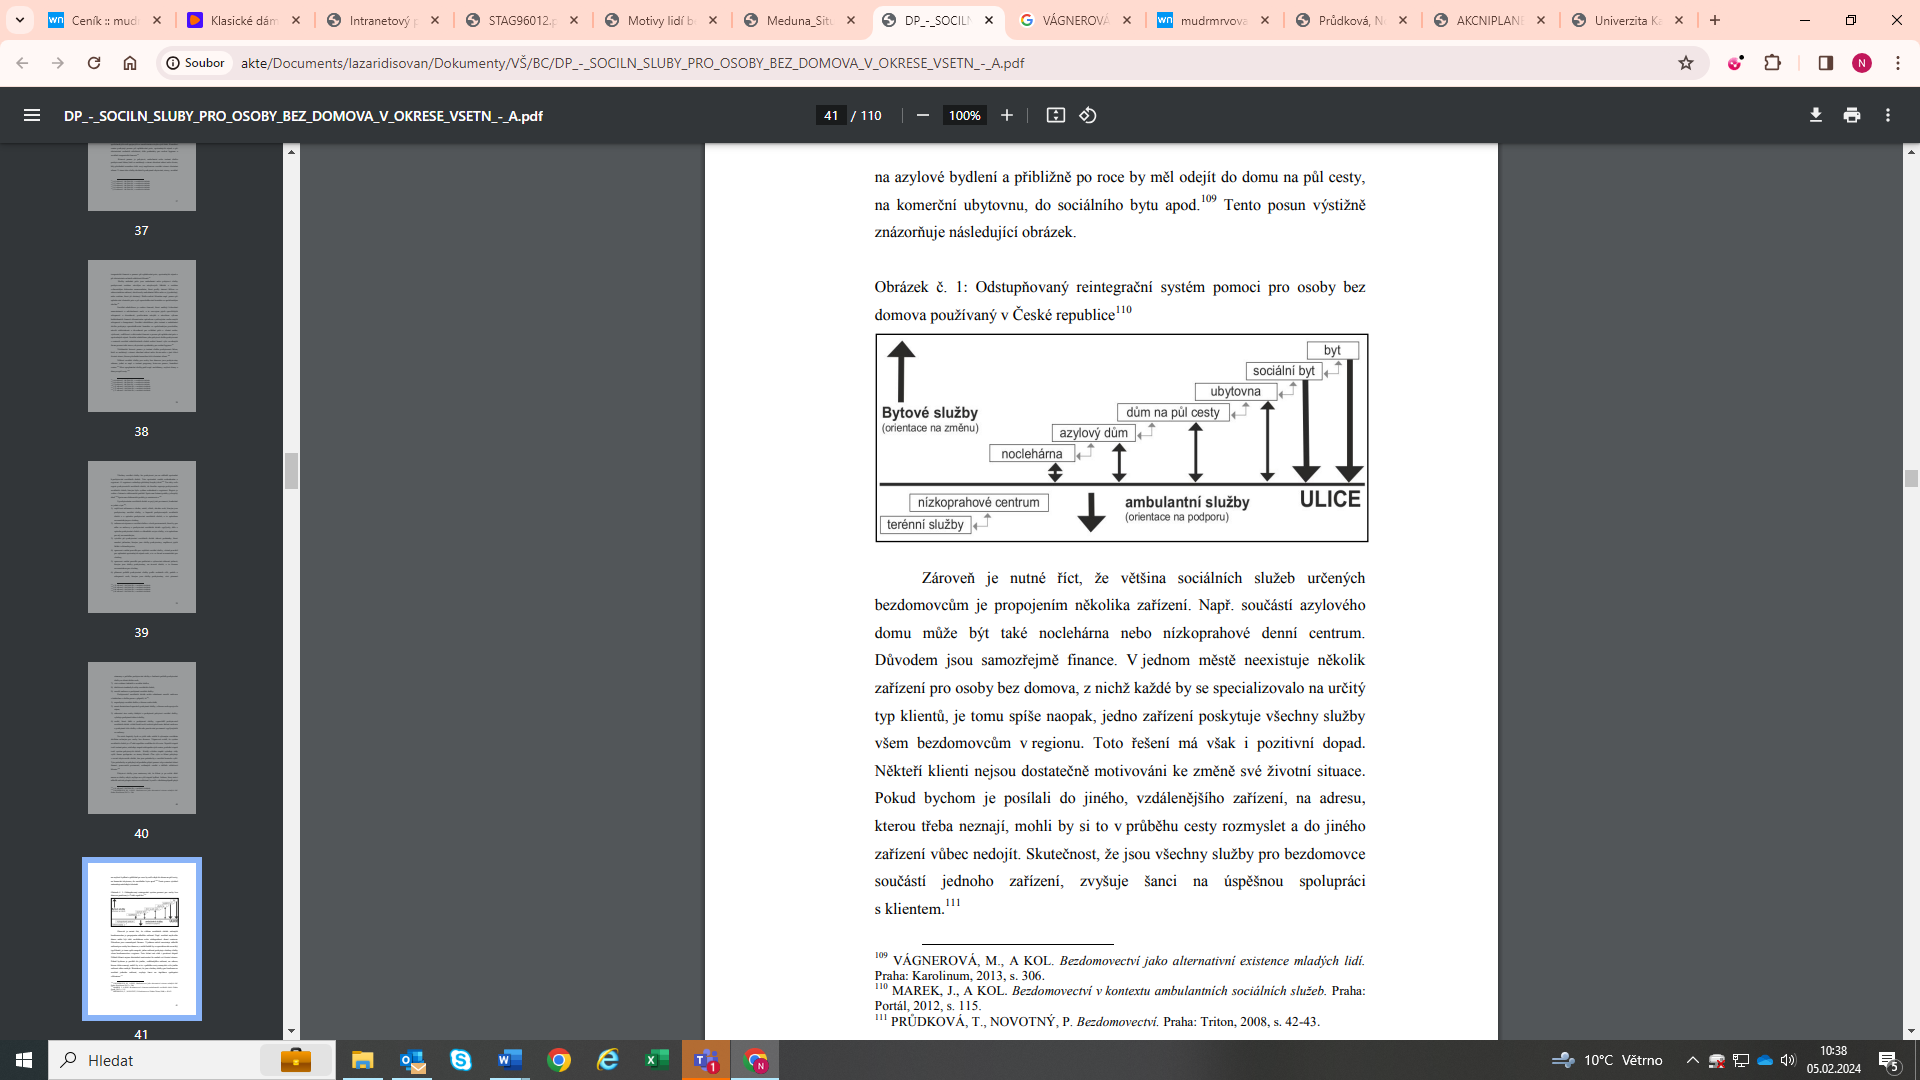 Ceník :: mud
Klasické dám
Intranetový p
STAG96012.p
Motivy lidí b
Meduna_Situ
DP_-_SOCILN
VÁGNEROVÁ
mudrmrvova
Průdková, N
AKCNIPLAN
Univerzita Ka
Soubor
akte/Documents/lazaridisovan/Dokumenty/VŠ/BC/DP_-_SOCILN_SLUBY_PRO_OSOBY_BEZ_DOMOVA_V_OKRESE_VSETN_-_A.pdf
N
DP_-_SOCILN_SLUBY_PRO_OSOBY_BEZ_DOMOVA_V_OKRESE_VSETN_-_A.pdf
41 / 110
100%
37
38
39
40
41
na azylové bydlení a přibližně po roce by měl odejít do domu na půl cesty,
na komerční ubytovnu, do sociálního bytu apod.109 Tento posun výstižně
znázorňuje následující obrázek.
Obrázek č. 1: Odstupňovaný reintegrační systém pomoci pro osoby bez
domova používaný v České republice110
byt
sociální byt
ubytovna
dům na půl cesty
azylový dům
noclehárna
Bytové služby
(orientace na změnu)
nízkoprahové centrum
terénní služby
ambulantní služby
(orientace na podporu)
ULICE
Zároveň je nutné říct, že většina sociálních služeb určených
bezdomovcům je propojením několika zařízení. Např. součástí azylového
domu může být také noclehárna nebo nízkoprahové denní centrum.
Důvodem jsou samozřejmě finance. V jednom městě neexistuje několik
zařízení pro osoby bez domova, z nichž každé by se specializovalo na určitý
typ klientů, je tomu spíše naopak, jedno zařízení poskytuje všechny služby
všem bezdomovcům v regionu. Toto řešení má však i pozitivní dopad.
Někteří klienti nejsou dostatečně motivováni ke změně své životní situace.
Pokud bychom je posílali do jiného, vzdálenějšího zařízení, na adresu,
kterou třeba neznají, mohli by si to v průběhu cesty rozmyslet a do jiného
zařízení vůbec nedojít. Skutečnost, že jsou všechny služby pro bezdomovce
součástí jednoho zařízení, zvyšuje šanci na úspěšnou spolupráci
s klientem.111
109 VÁGNEROVÁ, M., A KOL. Bezdomovectví jako alternativní existence mladých lidí.
Praha: Karolinum, 2013, s. 306.
110 MAREK, J., A KOL. Bezdomovectví v kontextu ambulantních sociálních služeb. Praha:
Portál, 2012, s. 115.
111 PRŮDKOVÁ, T., NOVOTNÝ, P. Bezdomovectví. Praha: Triton, 2008, s. 42-43.
Hledat
10°C Větrno
10:38
05.02.2024
5